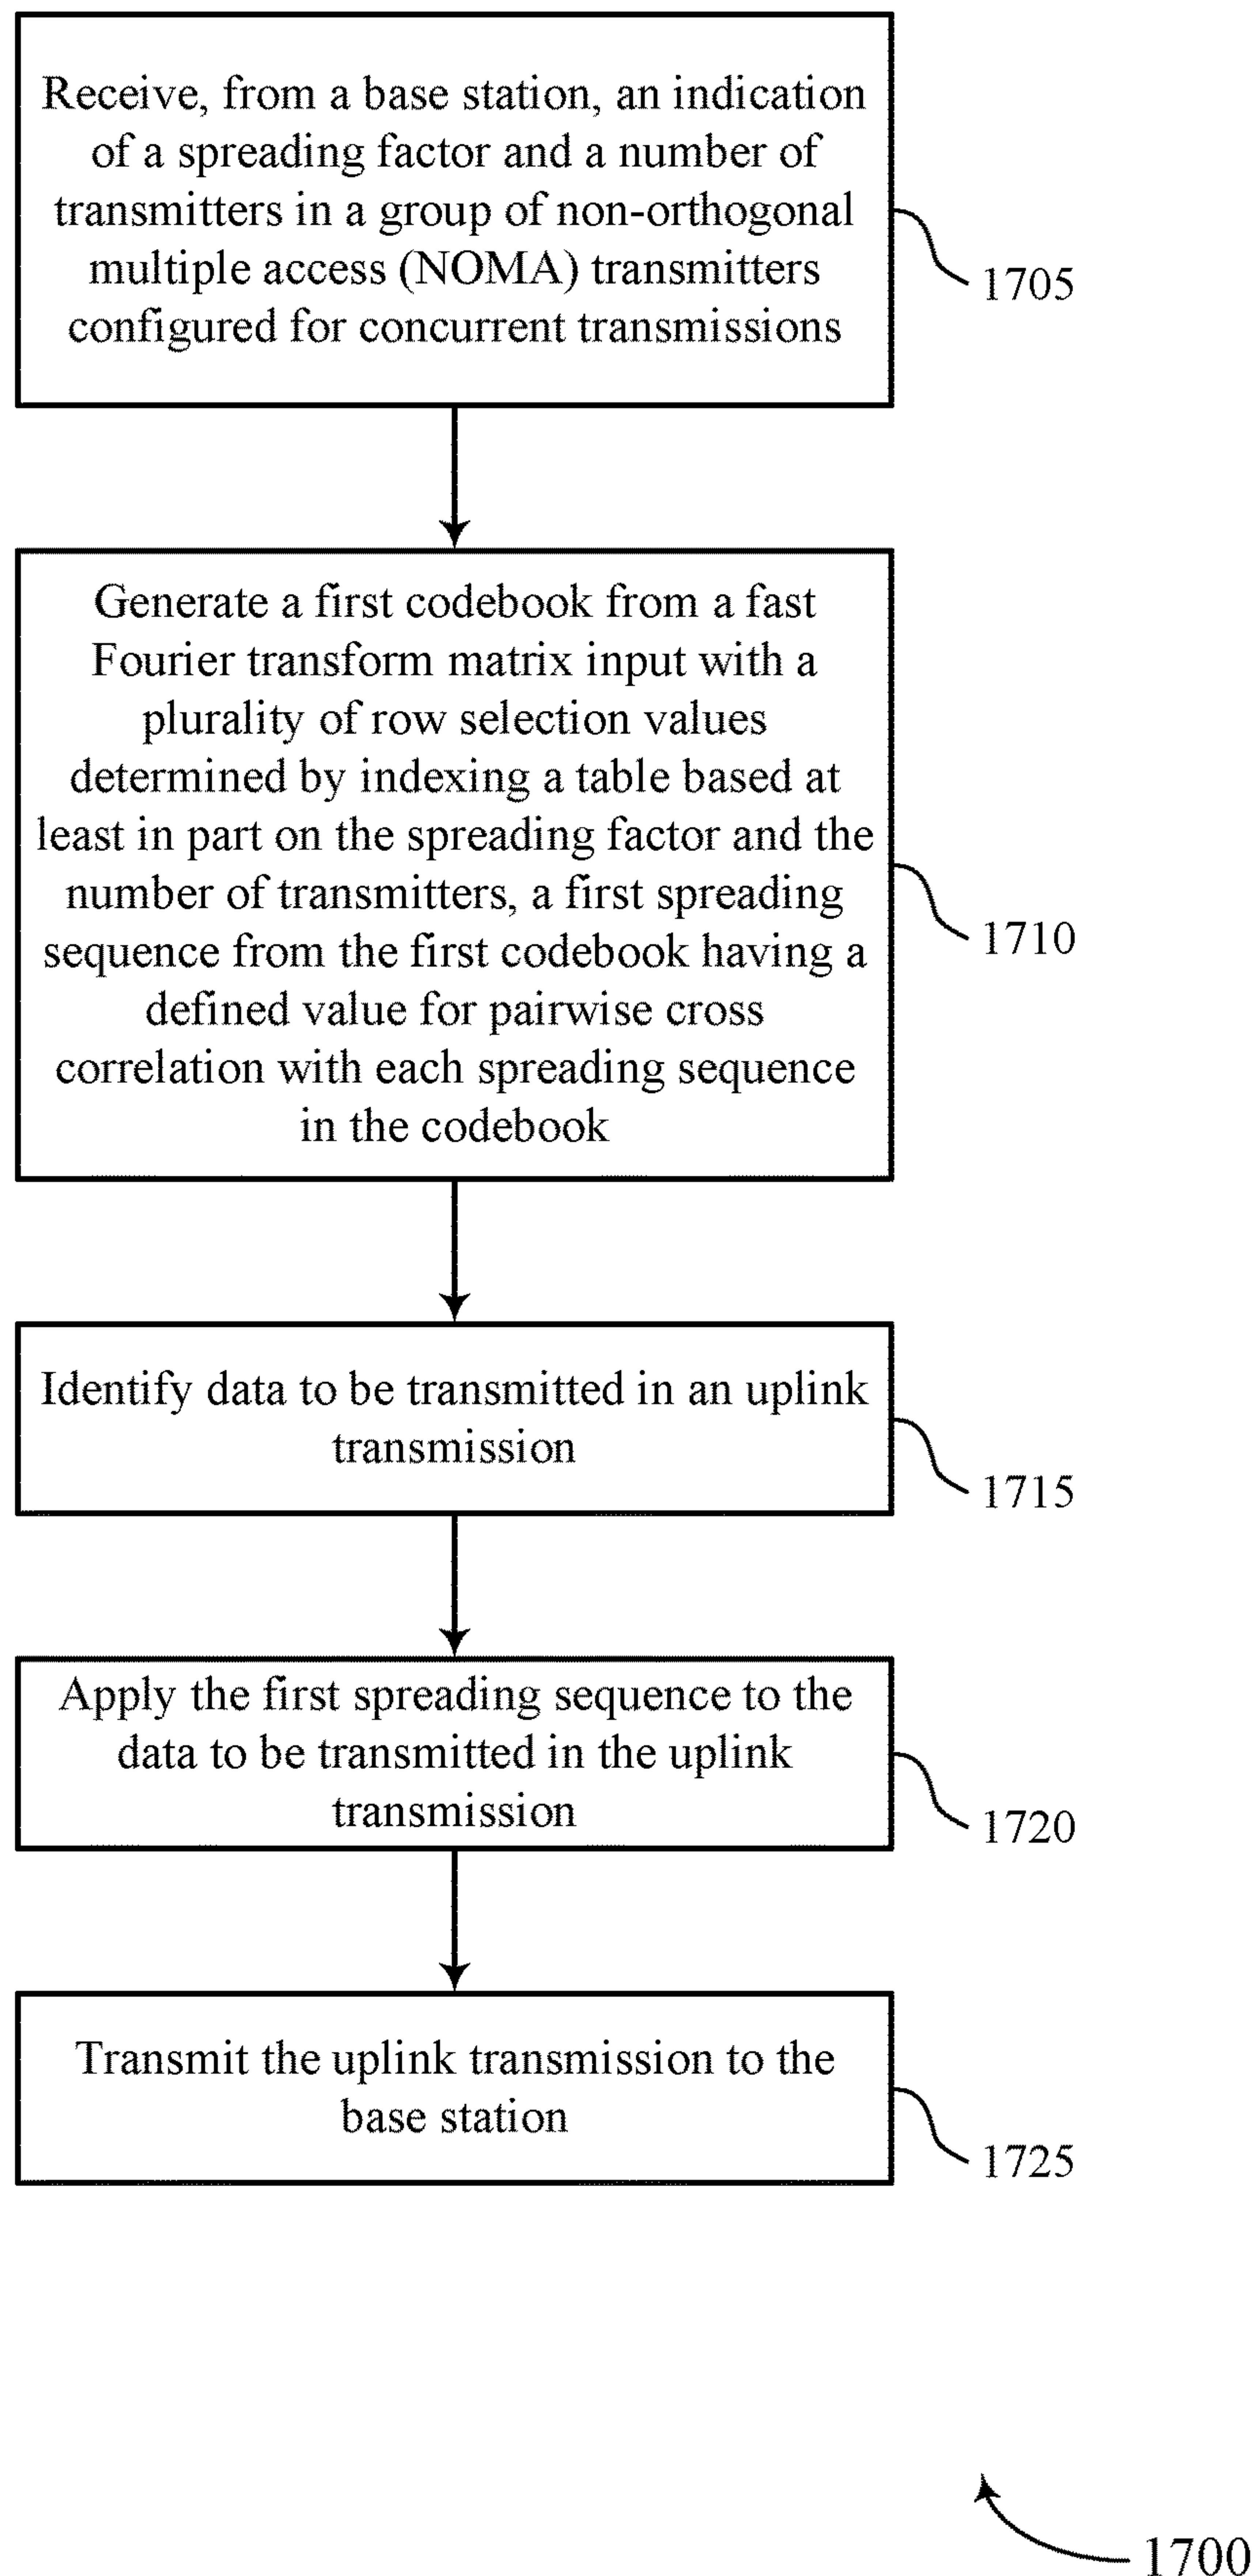 Receive, from a base station, an indication
of a spreading factor and a number of
transmitters in a group of non-orthogonal
multiple access (NOMA) transmitters
configured for concurrent transmissions
1705
Generate a first codebook from a fast
Fourier transform matrix input with a
plurality of row selection values
determined by indexing a table based at
least in part on the spreading factor and the
number of transmitters, a first spreading
sequence from the first codebook having a
defined value for pairwise cross
correlation with each spreading sequence
in the codebook
1710
Identify data to be transmitted in an uplink
transmission
1715
Apply the first spreading sequence to the
data to be transmitted in the uplink
transmission
1720
Transmit the uplink transmission to the
base station
1725
1700